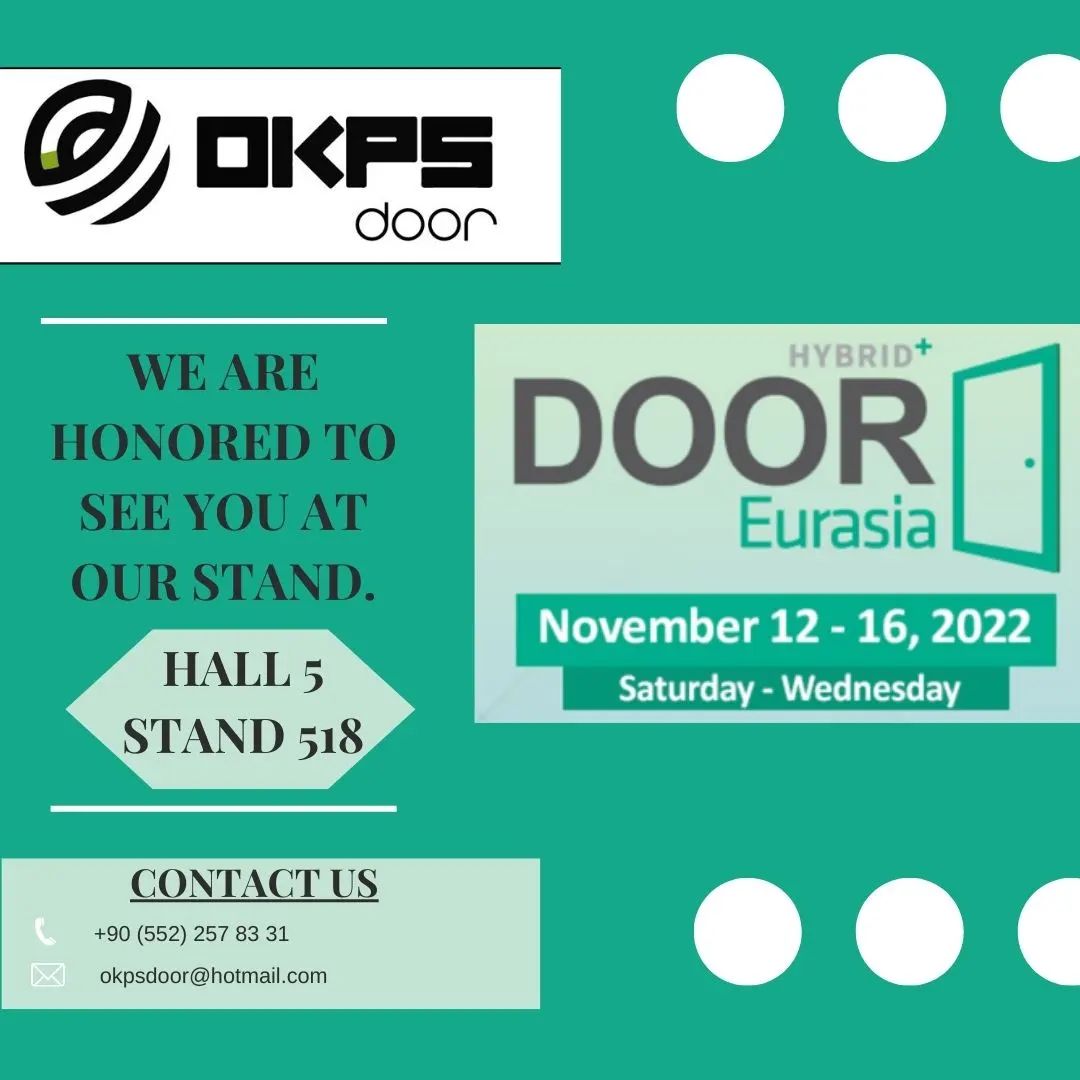 OKPS
door
WE ARE
HONORED TO
SEE YOU AT
OUR STAND.
HALL 5
STAND 518
HYBRID+
DOOR
Eurasia
November 12 - 16, 2022
Saturday - Wednesday
CONTACT US
+90 (552) 257 83 31
okpsdoor@hotmail.com